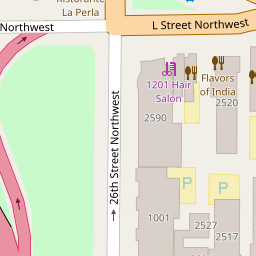 Ristorante
La Perla
Northwest
L Street Northwest
1201 Hair
Salon
Flavors
of India
2520
2590
26th Street Northwest
P
P
1001
2527
2517